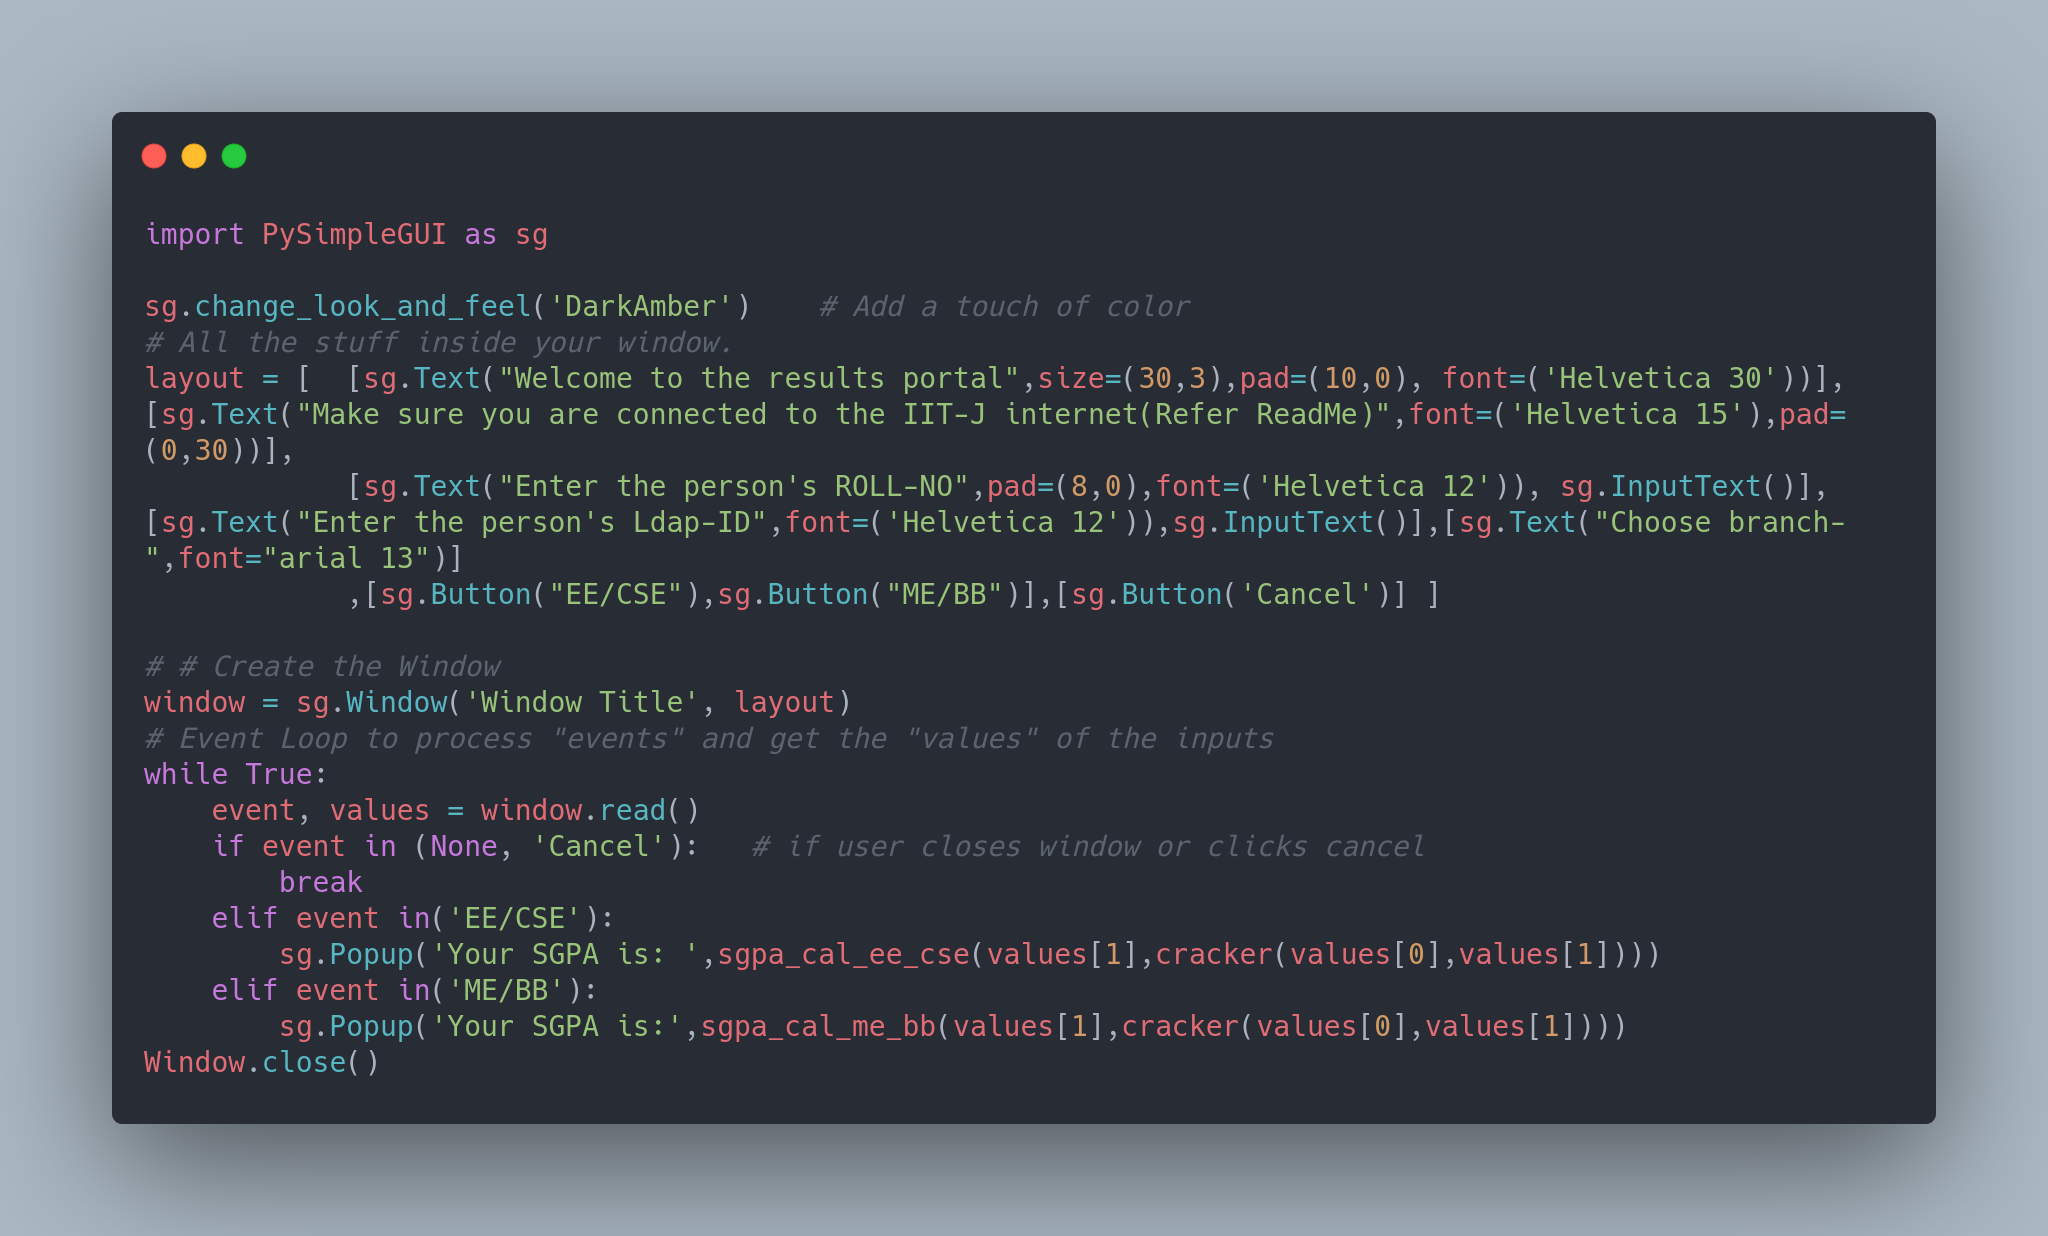 import PySimpleGUI as sg

sg.change_look_and_feel('DarkAmber')    # Add a touch of color
# All the stuff inside your window.
layout = [  [sg.Text("Welcome to the results portal",size=(30,3),pad=(10,0), font=('Helvetica 30'))],
[sg.Text("Make sure you are connected to the IIT-J internet(Refer ReadMe)",font=('Helvetica 15'),pad=
(0,30))],
            [sg.Text("Enter the person's ROLL-NO",pad=(8,0),font=('Helvetica 12')), sg.InputText()],
[sg.Text("Enter the person's Ldap-ID",font=('Helvetica 12')),sg.InputText()],[sg.Text("Choose branch-
",font="arial 13")]
            ,[sg.Button("EE/CSE"),sg.Button("ME/BB")],[sg.Button('Cancel')] ]

# # Create the Window
window = sg.Window('Window Title', layout)
# Event Loop to process "events" and get the "values" of the inputs
while True:
    event, values = window.read()
    if event in (None, 'Cancel'):   # if user closes window or clicks cancel
        break
    elif event in('EE/CSE'):
        sg.Popup('Your SGPA is: ',sgpa_cal_ee_cse(values[1],cracker(values[0],values[1])))
    elif event in('ME/BB'):
        sg.Popup('Your SGPA is:',sgpa_cal_me_bb(values[1],cracker(values[0],values[1])))
Window.close()